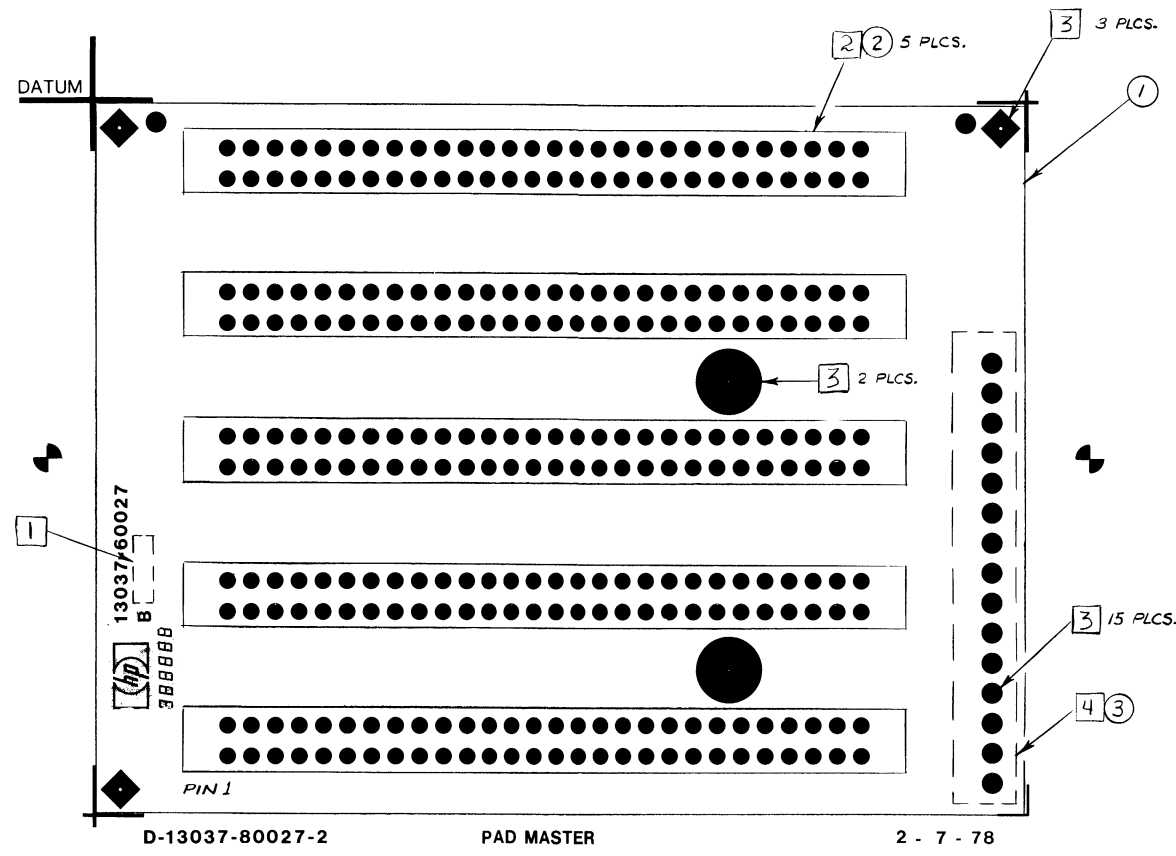 3 3 PLCS.
2 2 5 PLCS.
DATUM
1
3 2 PLCS.
1
13037-60027
B
hp
3 15 PLCS.
4 3
PIN 1
D-13037-80027-2 PAD MASTER 2 - 7 - 78